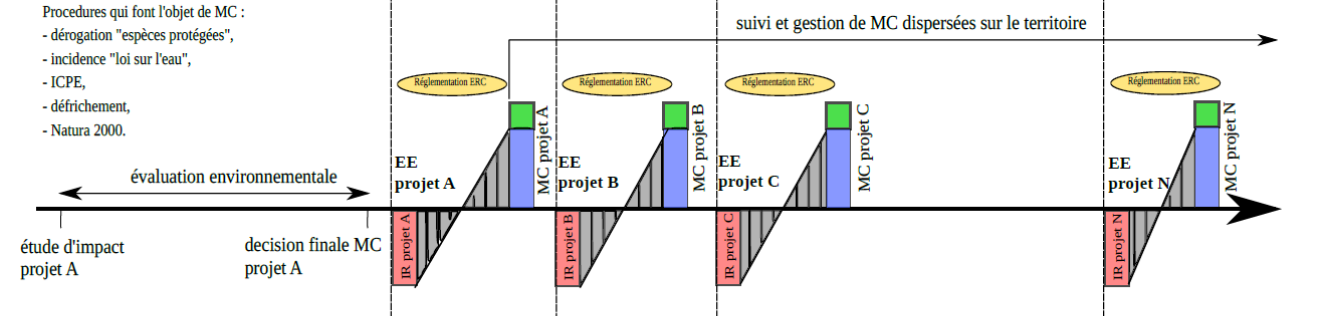 Procedures qui font l'objet de MC :
- dérogation "espèces protégées",
- incidence "loi sur l'eau",
- ICPE,
- défrichement,
- Natura 2000.
suivi et gestion de MC dispersées sur le territoire
Réglementation ERC
Réglementation ERC
Réglementation ERC
Réglementation ERC
évaluation environnementale
étude d'impact
projet A
decision finale MC
projet A
EE
projet A
IR projet A
MC projet A
EE
projet B
IR projet B
MC projet B
EE
projet C
IR projet C
MC projet C
EE
projet N
IR projet N
MC projet N